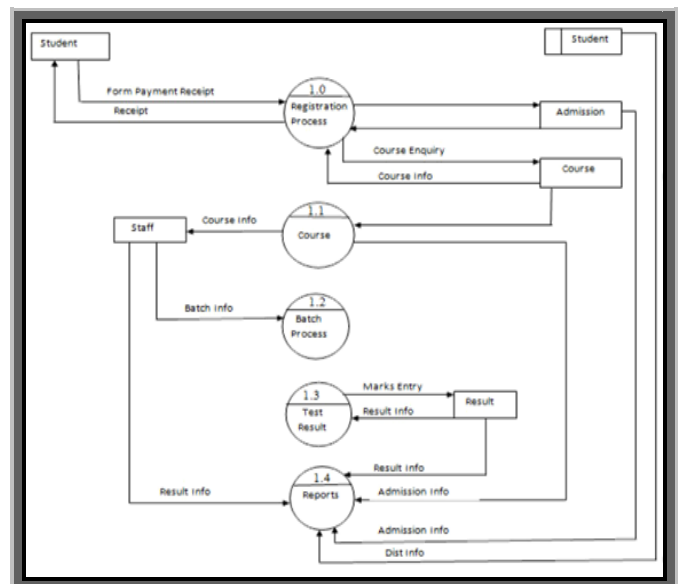 Student
Student
Form Payment Receipt
Receipt
1.0
Registration
Process
Admission
Course Enquiry
Course Info
Course
Staff
Course Info
1.1
Course
Batch Info
1.2
Batch
Process
1.3
Test
Result
Marks Entry
Result Info
Result
Result Info
1.4
Reports
Result Info
Admission Info
Admission Info
Dist Info